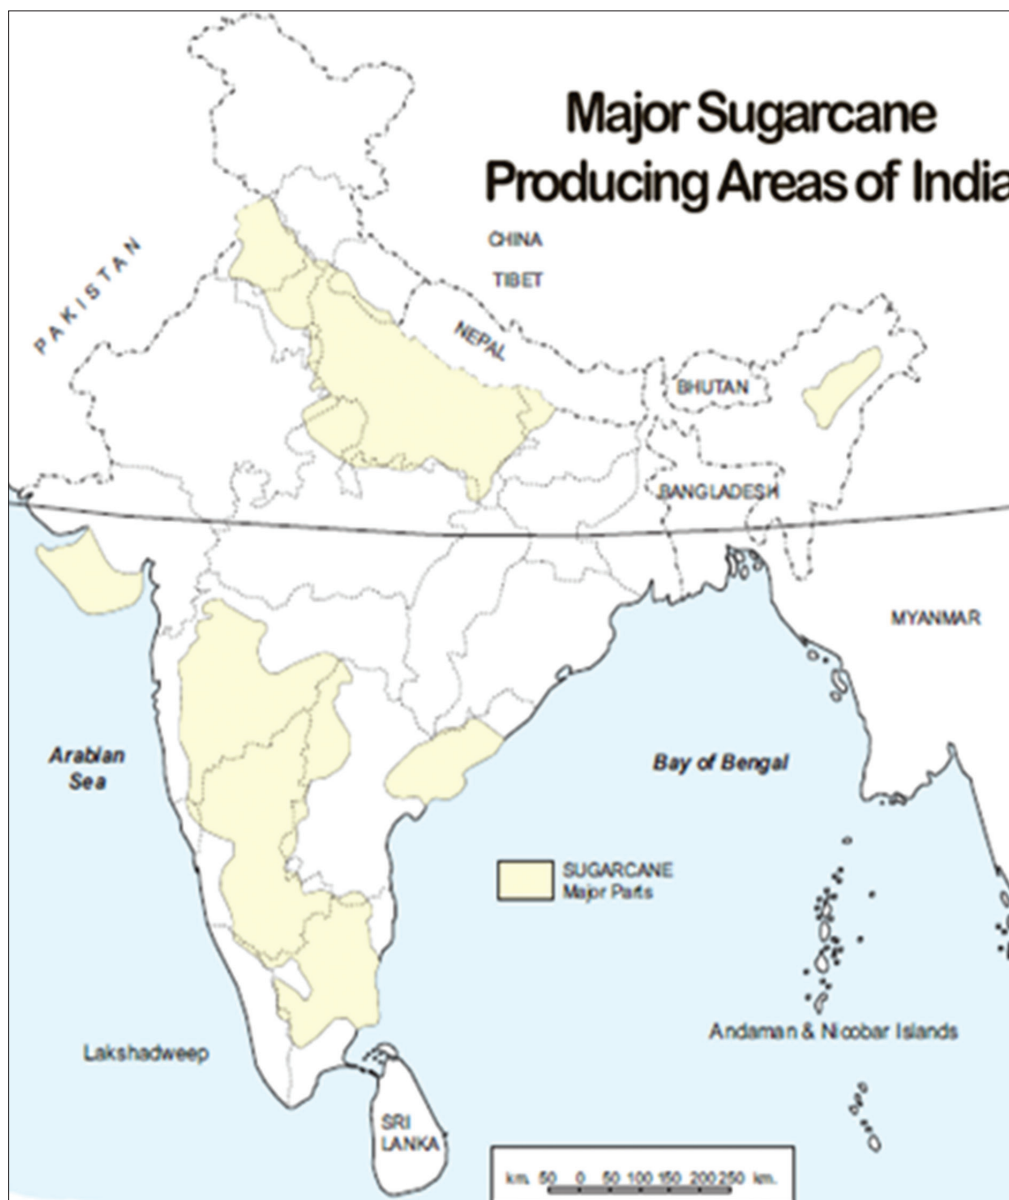 Major Sugarcane
Producing Areas of India
CHINA
TIBET
PAKISTAN
NEPAL
BHUTAN
BANGLADESH
MYANMAR
Arabian
Sea
Bay of Bengal
SUGARCANE
Major Parts
Andaman & Nicobar Islands
Lakshadweep
SRI
LANKA
km. 50 0 50 100 150 200 250 km.